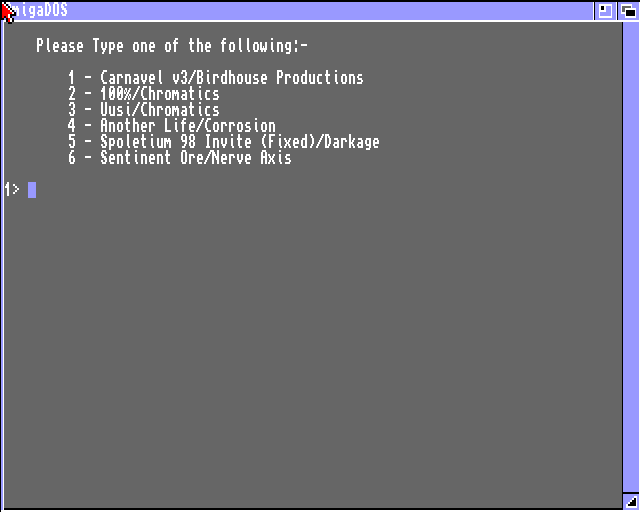 migaDOS
Please Type one of the following:-
1 - Carnavel v3/Birdhouse Productions
2 - 100%/Chromatics
3 - Uusi/Chromatics
4 - Another Life/Corrosion
5 - Spoletium 98 Invite (Fixed)/Darkage
6 - Sentinent Ore/Nerve Axis
1>